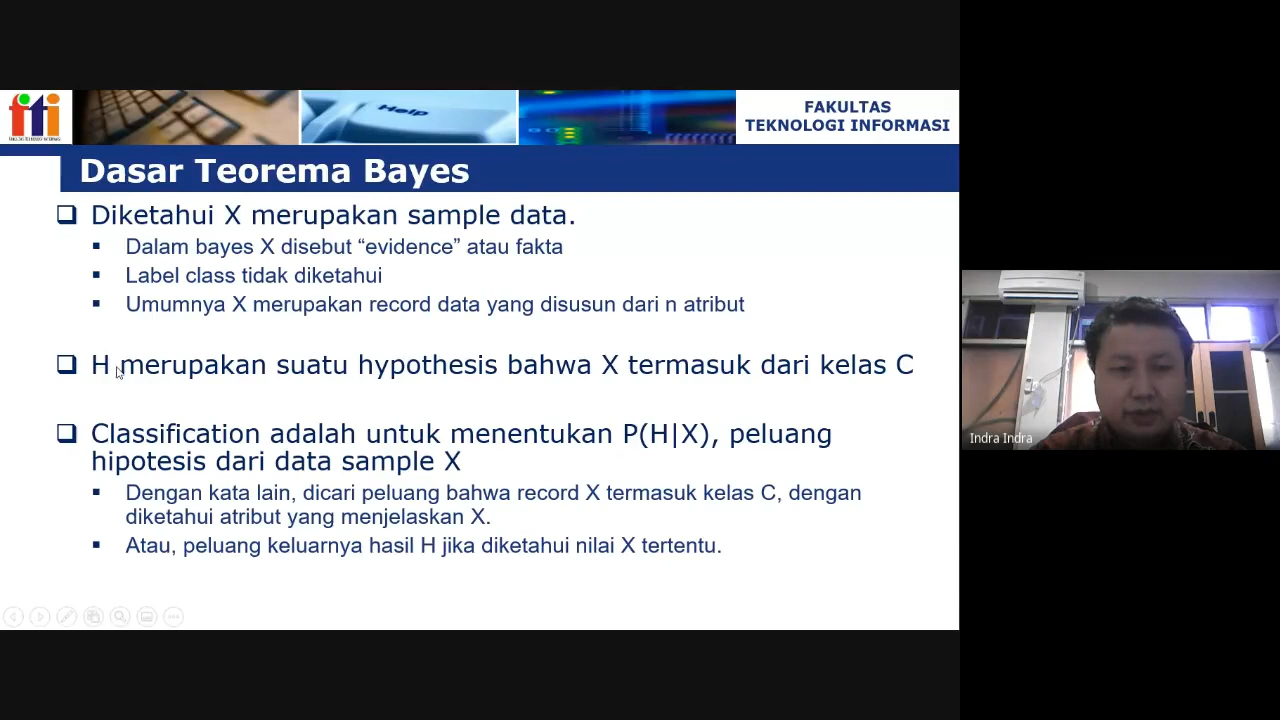 Help
FAKULTAS
TEKNOLOGI INFORMASI
Dasar Teorema Bayes
Diketahui X merupakan sample data.
Dalam bayes X disebut “evidence” atau fakta
Label class tidak diketahui
Umumnya X merupakan record data yang disusun dari n atribut
H merupakan suatu hypothesis bahwa X termasuk dari kelas C
Classification adalah untuk menentukan P(H|X), peluang
hipotesis dari data sample X
Dengan kata lain, dicari peluang bahwa record X termasuk kelas C, dengan
diketahui atribut yang menjelaskan X.
Atau, peluang keluarnya hasil H jika diketahui nilai X tertentu.
Indra Indra